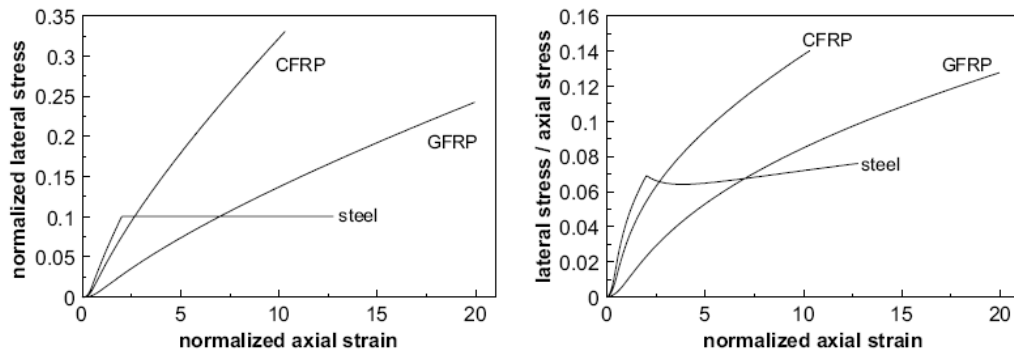 normalized lateral stress
0.35
0.3
0.25
0.2
0.15
0.1
0.05
0
CFRP
GFRP
steel
0
5
10
15
20
normalized axial strain
lateral stress / axial stress
0.16
0.14
0.12
0.1
0.08
0.06
0.04
0.02
0
CFRP
GFRP
steel
0
5
10
15
20
normalized axial strain